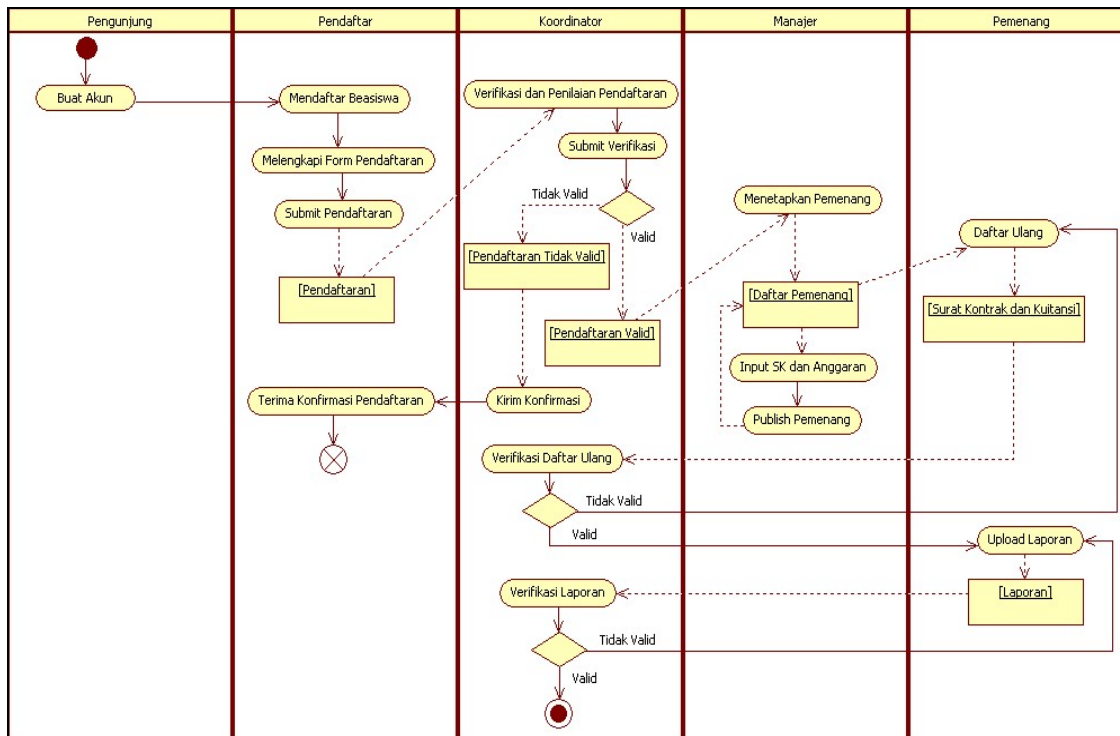 Pengunjung
Pendaftar
Koordinator
Manajer
Pemenang
Buat Akun
Mendaftar Beasiswa
Verifikasi dan Penilaian Pendaftaran
Submit Verifikasi
Melengkapi Form Pendaftaran
Tidak Valid
Menetapkan Pemenang
Submit Pendaftaran
Valid
Daftar Ulang
[Pendaftaran Tidak Valid]
[Pendaftaran]
[Daftar Pemenang]
[Surat Kontrak dan Kuitansi]
[Pendaftaran Valid]
Input SK dan Anggaran
Terima Konfirmasi Pendaftaran
Kirim Konfirmasi
Publish Pemenang
Verifikasi Daftar Ulang
Tidak Valid
Valid
Upload Laporan
Verifikasi Laporan
[Laporan]
Tidak Valid
Valid